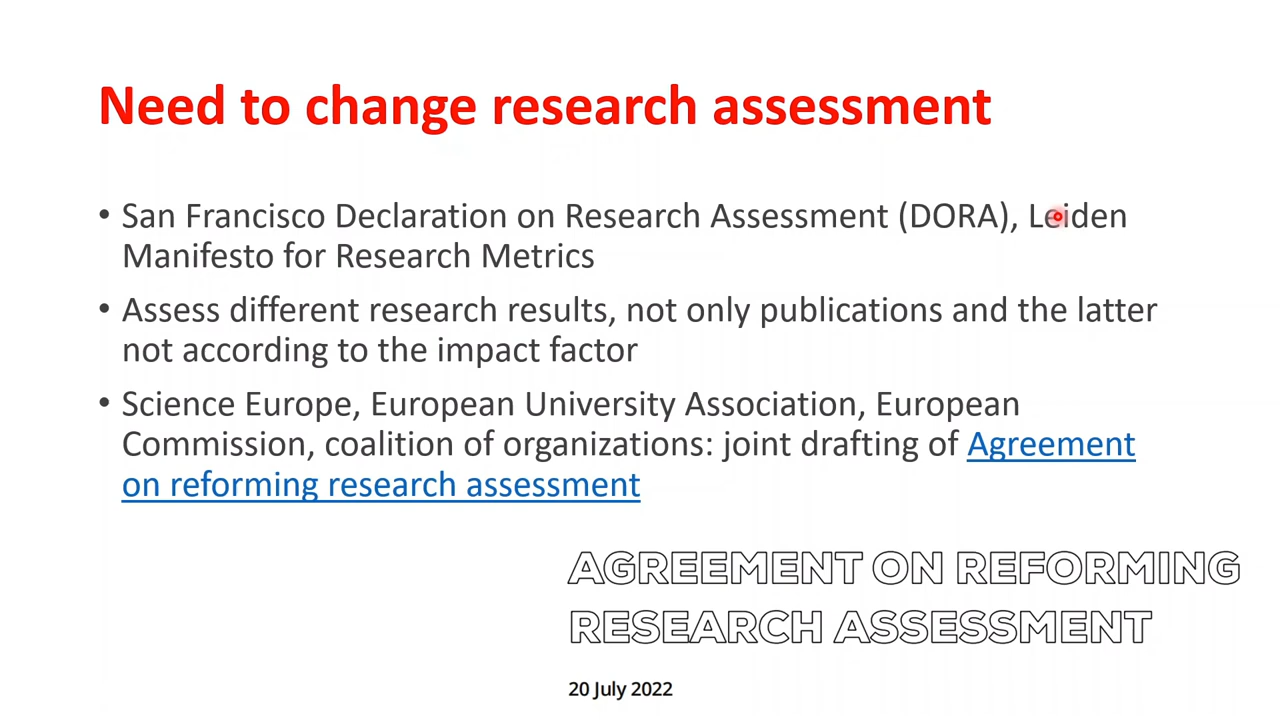 Need to change research assessment
• San Francisco Declaration on Research Assessment (DORA), Leiden
Manifesto for Research Metrics
• Assess different research results, not only publications and the latter
not according to the impact factor
• Science Europe, European University Association, European
Commission, coalition of organizations: joint drafting of Agreement
on reforming research assessment
AGREEMENT ON REFORMING
RESEARCH ASSESSMENT
20 July 2022